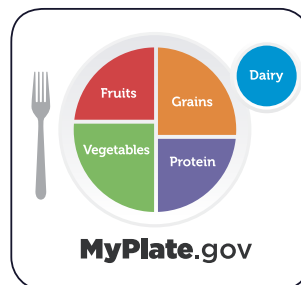 Dairy
Fruits
Grains
Vegetables
Protein
MyPlate.gov